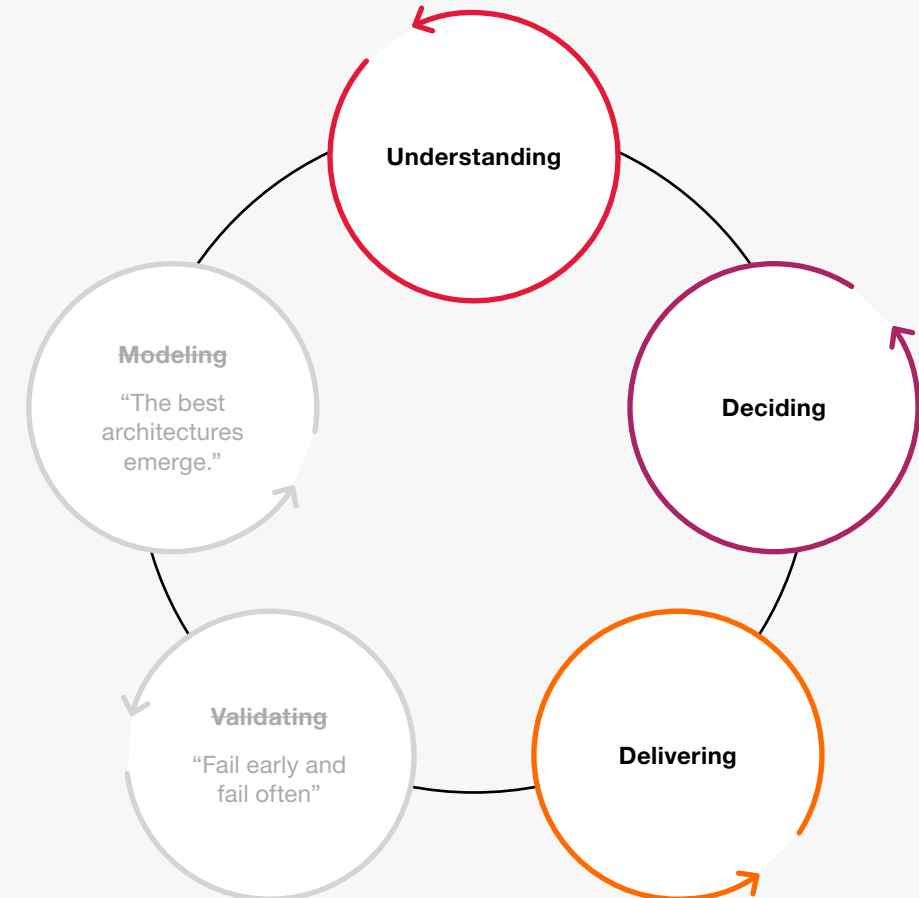 Understanding
Modeling
“The best
architectures
emerge.”
Deciding
Validating
“Fail early and
fail often”
Delivering